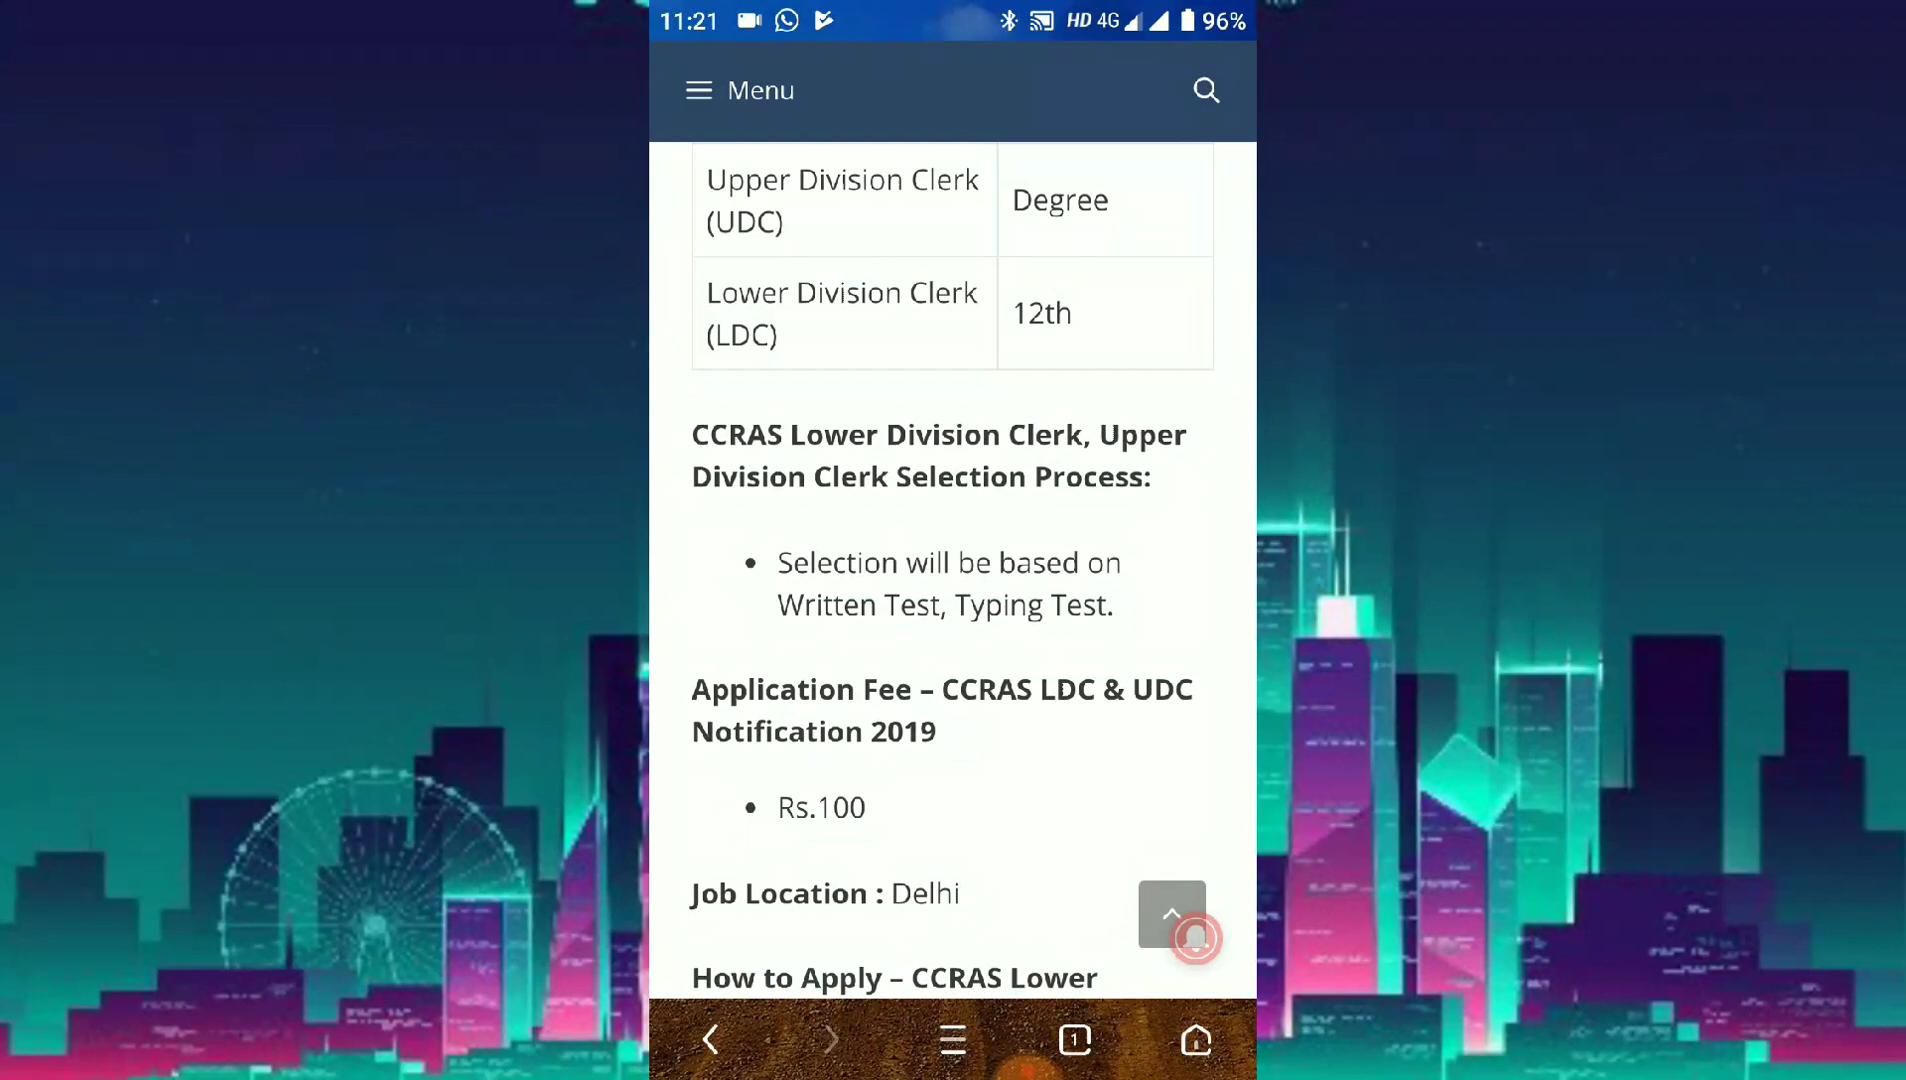 11:21 HD 4G 96%
Menu
Upper Division Clerk
(UDC)
Degree
Lower Division Clerk
(LDC)
12th
CCRAS Lower Division Clerk, Upper
Division Clerk Selection Process:
• Selection will be based on
Written Test, Typing Test.
Application Fee – CCRAS LDC & UDC
Notification 2019
• Rs.100
Job Location : Delhi
How to Apply – CCRAS Lower
1